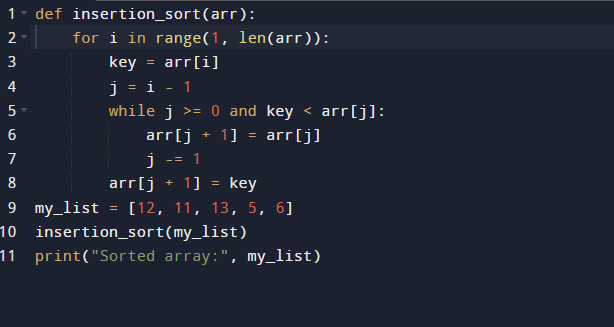 1 def insertion_sort(arr):
2     for i in range(1, len(arr)):
3         key = arr[i]
4         j = i - 1
5         while j >= 0 and key < arr[j]:
6             arr[j + 1] = arr[j]
7             j -= 1
8         arr[j + 1] = key
9 my_list = [12, 11, 13, 5, 6]
10 insertion_sort(my_list)
11 print("Sorted array:", my_list)